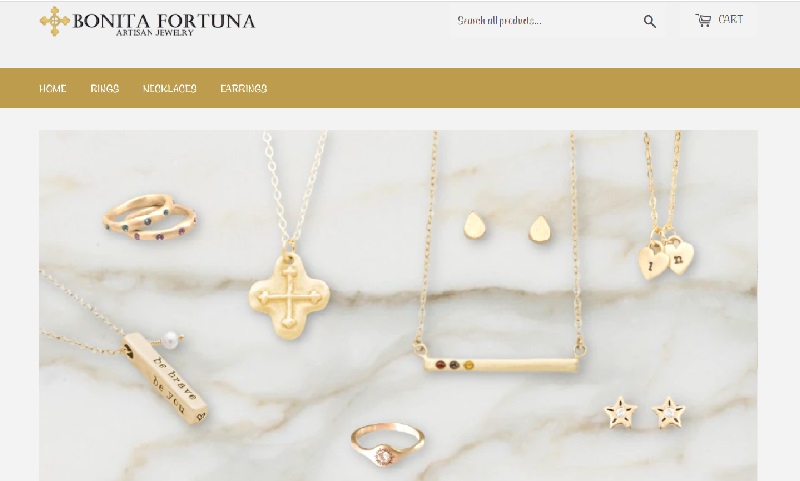 BONITA FORTUNA
ARTISAN JEWELRY
Search all products...
CART
HOME RINGS NECKLACES EARRINGS
l n
be brave
be you